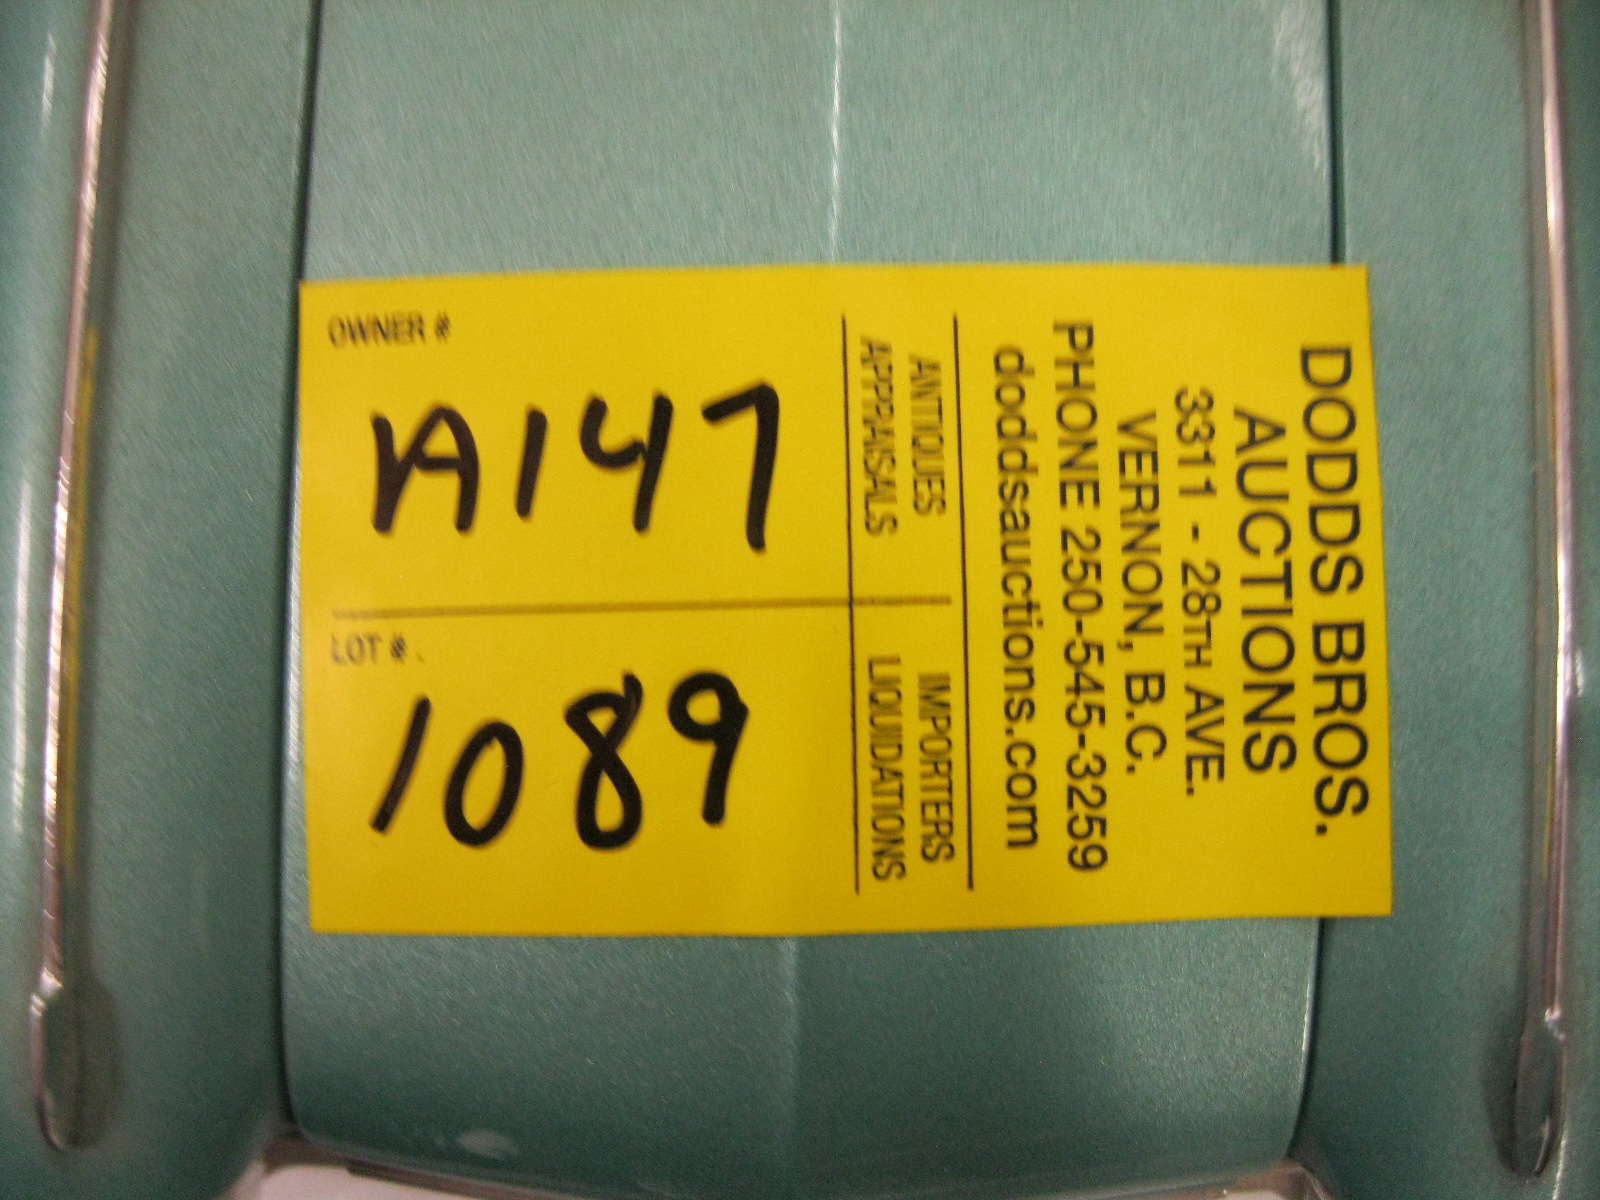 DODDS BROS.
AUCTIONS
3311 - 28TH AVE.
VERNON, B.C.
PHONE 250-545-3259
doddsauctions.com
ANTIQUES IMPORTERS
APPRAISALS LIQUIDATIONS
OWNER #
A147
LOT #
1089